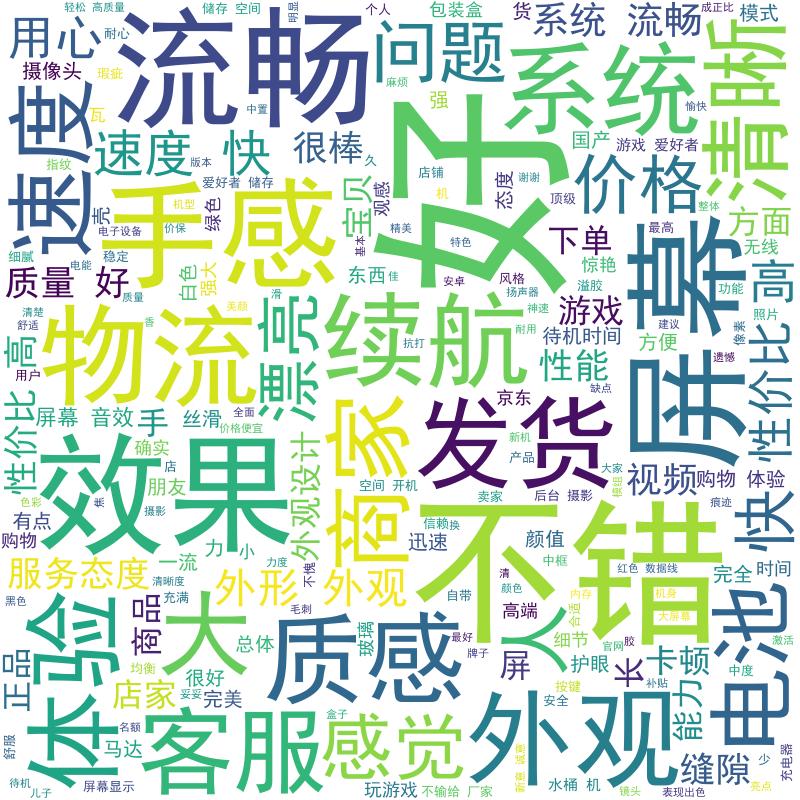 轻松 高质量
储存 空间
明显
个人
包装盒
货
成正比
模式
用心
耐心
流畅
问题
系统 流畅
摄像头
瑕疵
麻烦
强
系统
清晰
瓦
中置
好
愉快
速度
速度 快
很棒
国产
游戏 爱好者
指纹
版本
久
店铺
谢谢
顶级
手感
爱好者 储存
宝贝
观感
态度
价格
整体
壳
机型
绿色
机
精美
方面
电子设备
价保
基本
特色
下单
最高
屏幕
无线
细腻
稳定
惊艳
质量 好
电能
白色
强大
东西
佳
安卓
风格
溢胶
功能
高
质量
美颜
扬声器
清楚
舒适
物流
香
滑
漂亮
续航
神速
耐用
游戏
待机时间
建议
照片
像素
方便
高
用户
抗打
性能
遗憾
性价比
性价比
全面
商家
京东
缺点
屏幕 音效
手
丝滑
价格便宜
发货
新机
产品
效果
确实
店
外观设计
大家
视频
购物 体验
朋友
空间 开机
卖家
后台 摄影
模组
色彩
焦
摄影
痕迹
快
有点
信赖
换
不错
购物
力
小
迅速
颜值
一流
力度
不愧
清
中框
红色
数据线
完全
时间
服务态度
清晰度
外形
外观
自带
颜色
内存
机身
黑色
体验
商品
充满
大
毛刺
质感
高端
合适
大屏幕
电池
总体
玻璃
最好
人
细节
官网
胶
激活
正品
均衡
很好
牌子
屏
护眼
长
卡顿
中度
店家
妥妥
完美
按键
补贴
能力
名额
客服
盒子
感觉
安全
外观
舒服
马达
新意 诚意
缝隙
少
充电器
待机
儿子
屏幕显示
玩游戏
不输给
厂家
水桶 机
镜头
表现出色
亮点